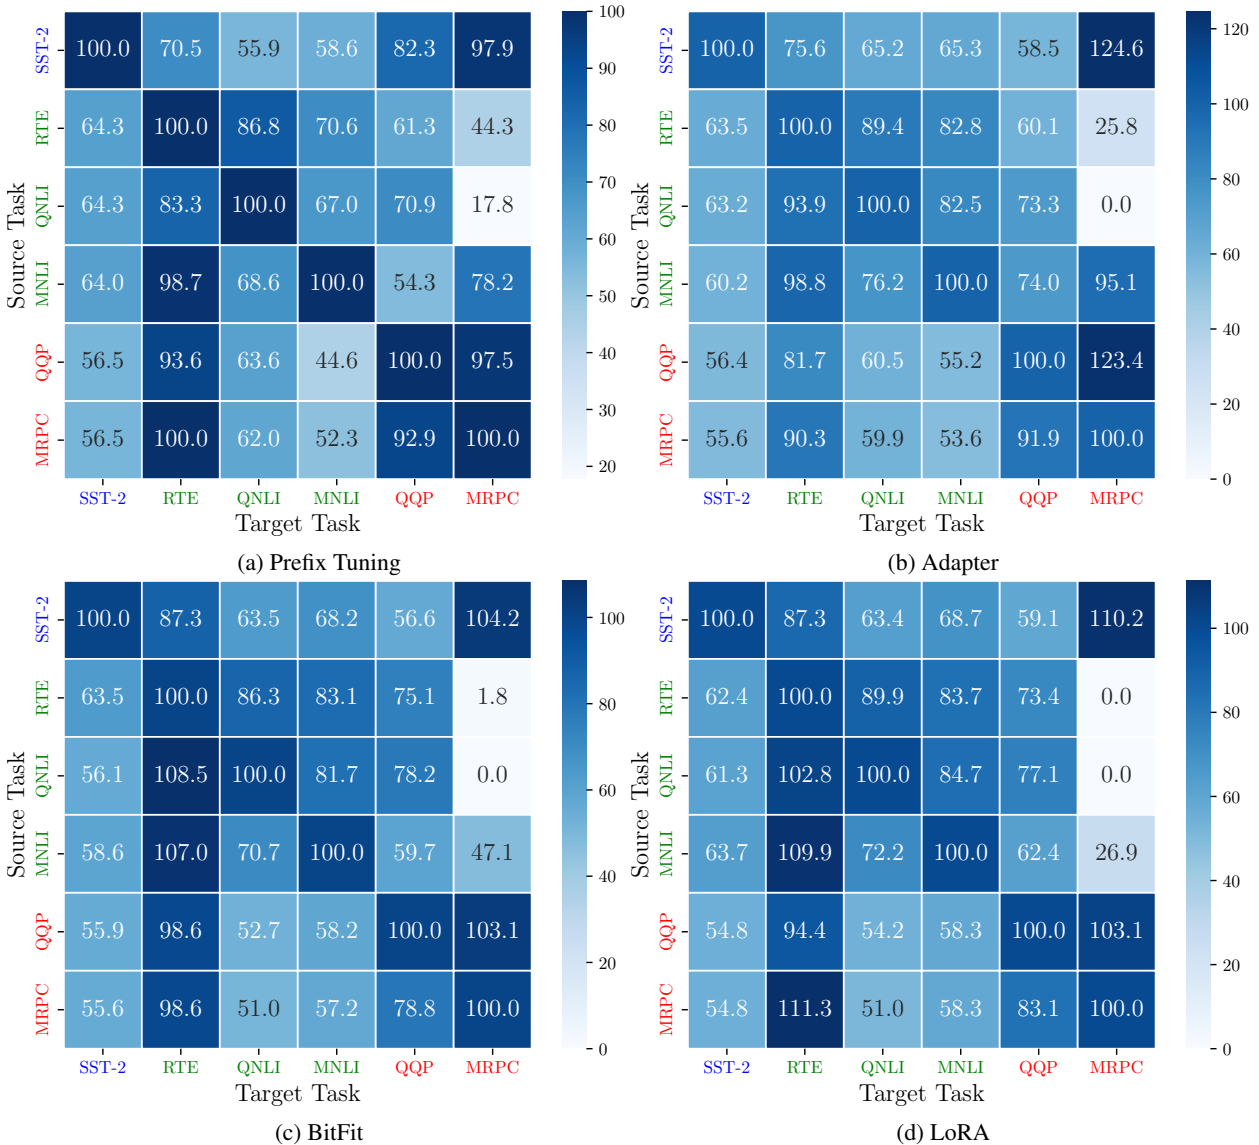 SST-2 100.0 70.5 55.9 58.6 82.3 97.9
RTE 64.3 100.0 86.8 70.6 61.3 44.3
QNLI 64.3 83.3 100.0 67.0 70.9 17.8
MNLI 64.0 98.7 68.6 100.0 54.3 78.2
QQP 56.5 93.6 63.6 44.6 100.0 97.5
MRPC 56.5 100.0 62.0 52.3 92.9 100.0
Source Task
SST-2 RTE QNLI MNLI QQP MRPC
Target Task
100
90
80
70
60
50
40
30
20
(a) Prefix Tuning
SST-2 100.0 75.6 65.2 65.3 58.5 124.6
RTE 63.5 100.0 89.4 82.8 60.1 25.8
QNLI 63.2 93.9 100.0 82.5 73.3 0.0
MNLI 60.2 98.8 76.2 100.0 74.0 95.1
QQP 56.4 81.7 60.5 55.2 100.0 123.4
MRPC 55.6 90.3 59.9 53.6 91.9 100.0
Source Task
SST-2 RTE QNLI MNLI QQP MRPC
Target Task
120
100
80
60
40
20
0
(b) Adapter
SST-2 100.0 87.3 63.5 68.2 56.6 104.2
RTE 63.5 100.0 86.3 83.1 75.1 1.8
QNLI 56.1 108.5 100.0 81.7 78.2 0.0
MNLI 58.6 107.0 70.7 100.0 59.7 47.1
QQP 55.9 98.6 52.7 58.2 100.0 103.1
MRPC 55.6 98.6 51.0 57.2 78.8 100.0
Source Task
SST-2 RTE QNLI MNLI QQP MRPC
Target Task
100
80
60
40
20
0
(c) BitFit
SST-2 100.0 87.3 63.4 68.7 59.1 110.2
RTE 62.4 100.0 89.9 83.7 73.4 0.0
QNLI 61.3 102.8 100.0 84.7 77.1 0.0
MNLI 63.7 109.9 72.2 100.0 62.4 26.9
QQP 54.8 94.4 54.2 58.3 100.0 103.1
MRPC 54.8 111.3 51.0 58.3 83.1 100.0
Source Task
SST-2 RTE QNLI MNLI QQP MRPC
Target Task
100
80
60
40
20
0
(d) LoRA